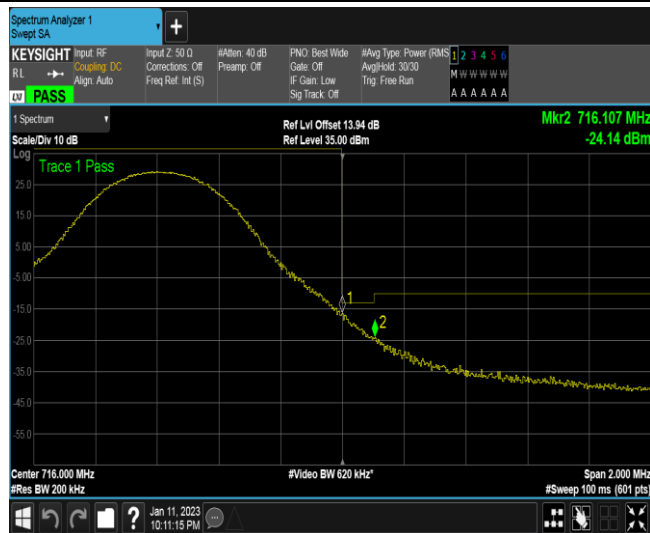 Spectrum Analyzer 1
Swept SA
+
KEYSIGHT
RL
LXI PASS
Input: RF
Coupling: DC
Align: Auto
Input Z: 50 Ω
Corrections: Off
Freq Ref: Int (S)
#Atten: 40 dB
Preamp: Off
PNO: Best Wide
Gate: Off
IF Gain: Low
Sig Track: Off
#Avg Type: Power (RMS
Avg|Hold: 30/30
Trig: Free Run
1 2 3 4 5 6
M W W W W W
A A A A A A
1 Spectrum
Scale/Div 10 dB
Ref Lvl Offset 13.94 dB
Ref Level 35.00 dBm
Mkr2 716.107 MHz
-24.14 dBm
Log
Trace 1 Pass
25.0
15.0
5.00
-5.00
-15.0
-25.0
-35.0
-45.0
-55.0
1
2
Center 716.000 MHz
#Res BW 200 kHz
#Video BW 620 kHz*
Span 2.000 MHz
#Sweep 100 ms (601 pts)
?
Jan 11, 2023
10:11:15 PM